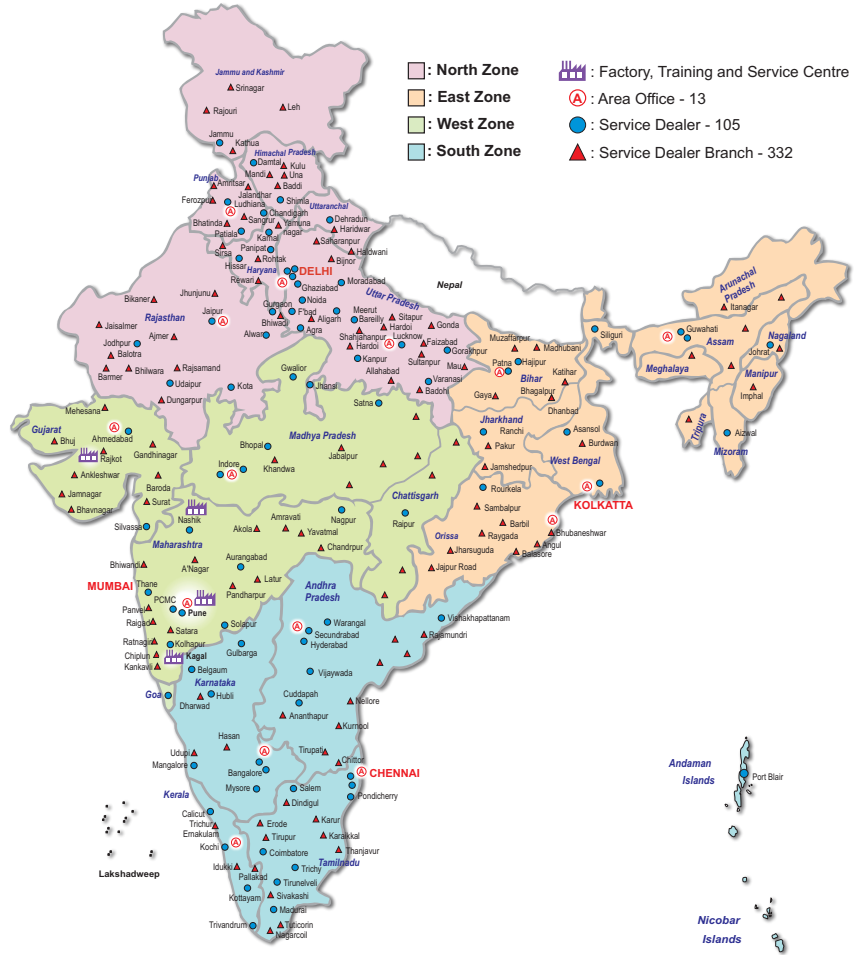 : North Zone
: East Zone
: West Zone
: South Zone
: Factory, Training and Service Centre
A : Area Office - 13
: Service Dealer - 105
: Service Dealer Branch - 332
Jammu and Kashmir
Srinagar
Rajouri
Leh
Jammu
Kathua
Himachal Pradesh
Damtal
Kulu
Mandi
Una
Baddi
Punjab
Amritsar
Jalandhar
Shimla
Ferozpur
Ludhiana
A
Chandigarh
Uttaranchal
Sangrur
Bhatinda
Yamuna
nagar
Dehradun
Haridwar
Patiala
Karnal
Saharanpur
Sirsa
Panipat
Haldwani
Hissar
Rohtak
Bijnor
Haryana
DELHI
A
Rewari
Ghaziabad
Moradabad
Nepal
Bikaner
Jhunjunu
Noida
Uttar Pradesh
Gurgaon
F'bad
Meerut
Sitapur
Rajasthan
Jaipur
A
Bhiwadi
Aligarh
Bareilly
Hardoi
Gonda
Jaisalmer
Ajmer
Alwar
Agra
Shahjahanpur
Lucknow
A
Jodhpur
Hardoi
Faizabad
Balotra
Kanpur
Sultanpur
Gorakhpur
Barmer
Bhilwara
Rajsamand
Gwalior
Allahabad
Mau
Udaipur
Kota
Jhansi
Varanasi
Dungarpur
Satna
Badohi
Muzaffarpur
Madhubani
Siliguri
Patna
A
Hajipur
Bihar
Katihar
Gaya
Bhagalpur
Dhanbad
Arunachal
Pradesh
Itanagar
A
Guwahati
Assam
Nagaland
Johrat
Meghalaya
Manipur
Imphal
Tripura
Aizwal
Mizoram
Jharkhand
Ranchi
Asansol
Pakur
Burdwan
Jamshedpur
West Bengal
Rourkela
A
KOLKATTA
Sambalpur
Barbil
A
Orissa
Raygada
Bhubaneshwar
Jharsuguda
Angul
Balasore
Jajpur Road
Mehesana
Gujarat
A
Ahmedabad
Bhuj
Rajkot
Gandhinagar
Ankleshwar
Baroda
Jamnagar
Surat
Bhavnagar
Madhya Pradesh
Bhopal
Jabalpur
Indore
A
Khandwa
Chattisgarh
Raipur
Silvassa
Nashik
Amravati
Nagpur
Akola
Yavatmal
Maharashtra
Chandrpur
Aurangabad
Bhiwandi
A'Nagar
Latur
MUMBAI
Thane
Pandharpur
PCMC
A
Panvel
Pune
Raigad
Solapur
Satara
Ratnagiri
Kolhapur
Gulbarga
Chiplun
Kagal
Kankavli
Belgaum
Andhra
Pradesh
A
Warangal
Secundrabad
Hyderabad
Vishakhapattanam
Rajamundri
Vijaywada
Karnataka
Goa
Hubli
Dharwad
Cuddapah
Nellore
Ananthapur
Kurnool
Hasan
A
Tirupati
Udupi
Chittor
Mangalore
Bangalore
A
CHENNAI
Mysore
Salem
Kerala
Dindigul
Pondicherry
Calicut
Trichur
Erode
Karur
Ernakulam
Tirupur
Karaikkal
Kochi
A
Coimbatore
Thanjavur
Idukki
Tamilnadu
Pallakad
Trichy
Tirunelveli
Kottayam
Sivakashi
Madurai
Trivandrum
Tuticorin
Nagarcoil
Lakshadweep
Andaman
Islands
Port Blair
Nicobar
Islands